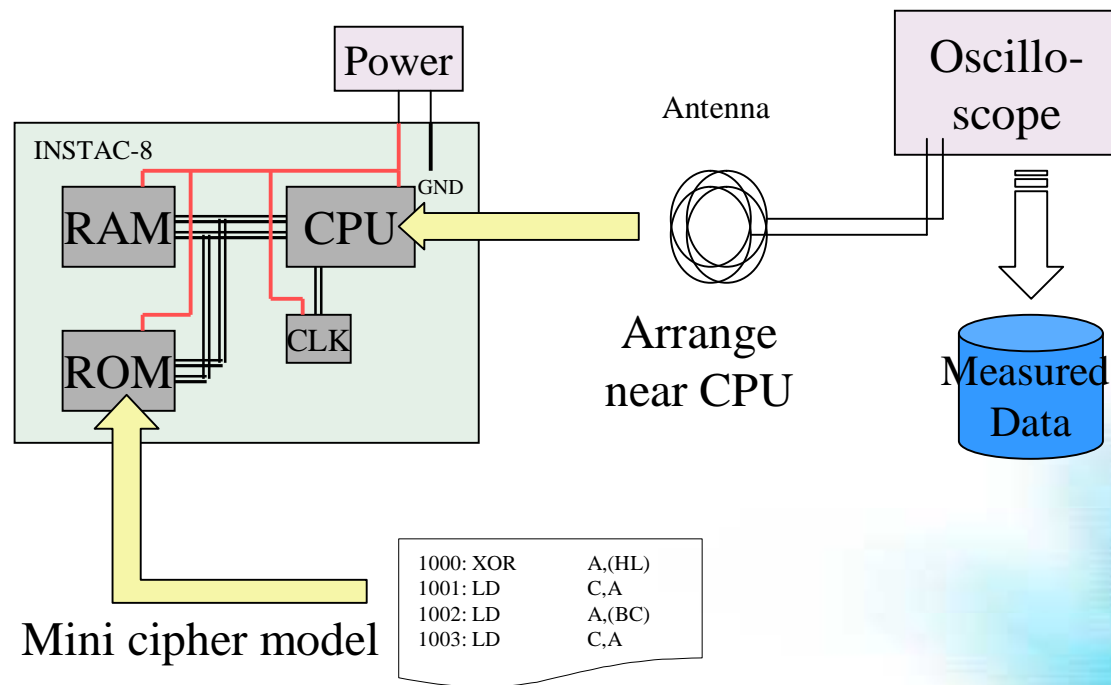 Power
Oscillo-
scope
Antenna
INSTAC-8
GND
RAM
CPU
CLK
ROM
Arrange
near CPU
Measured
Data
1000: XOR A,(HL)
1001: LD C,A
1002: LD A,(BC)
1003: LD C,A
Mini cipher model